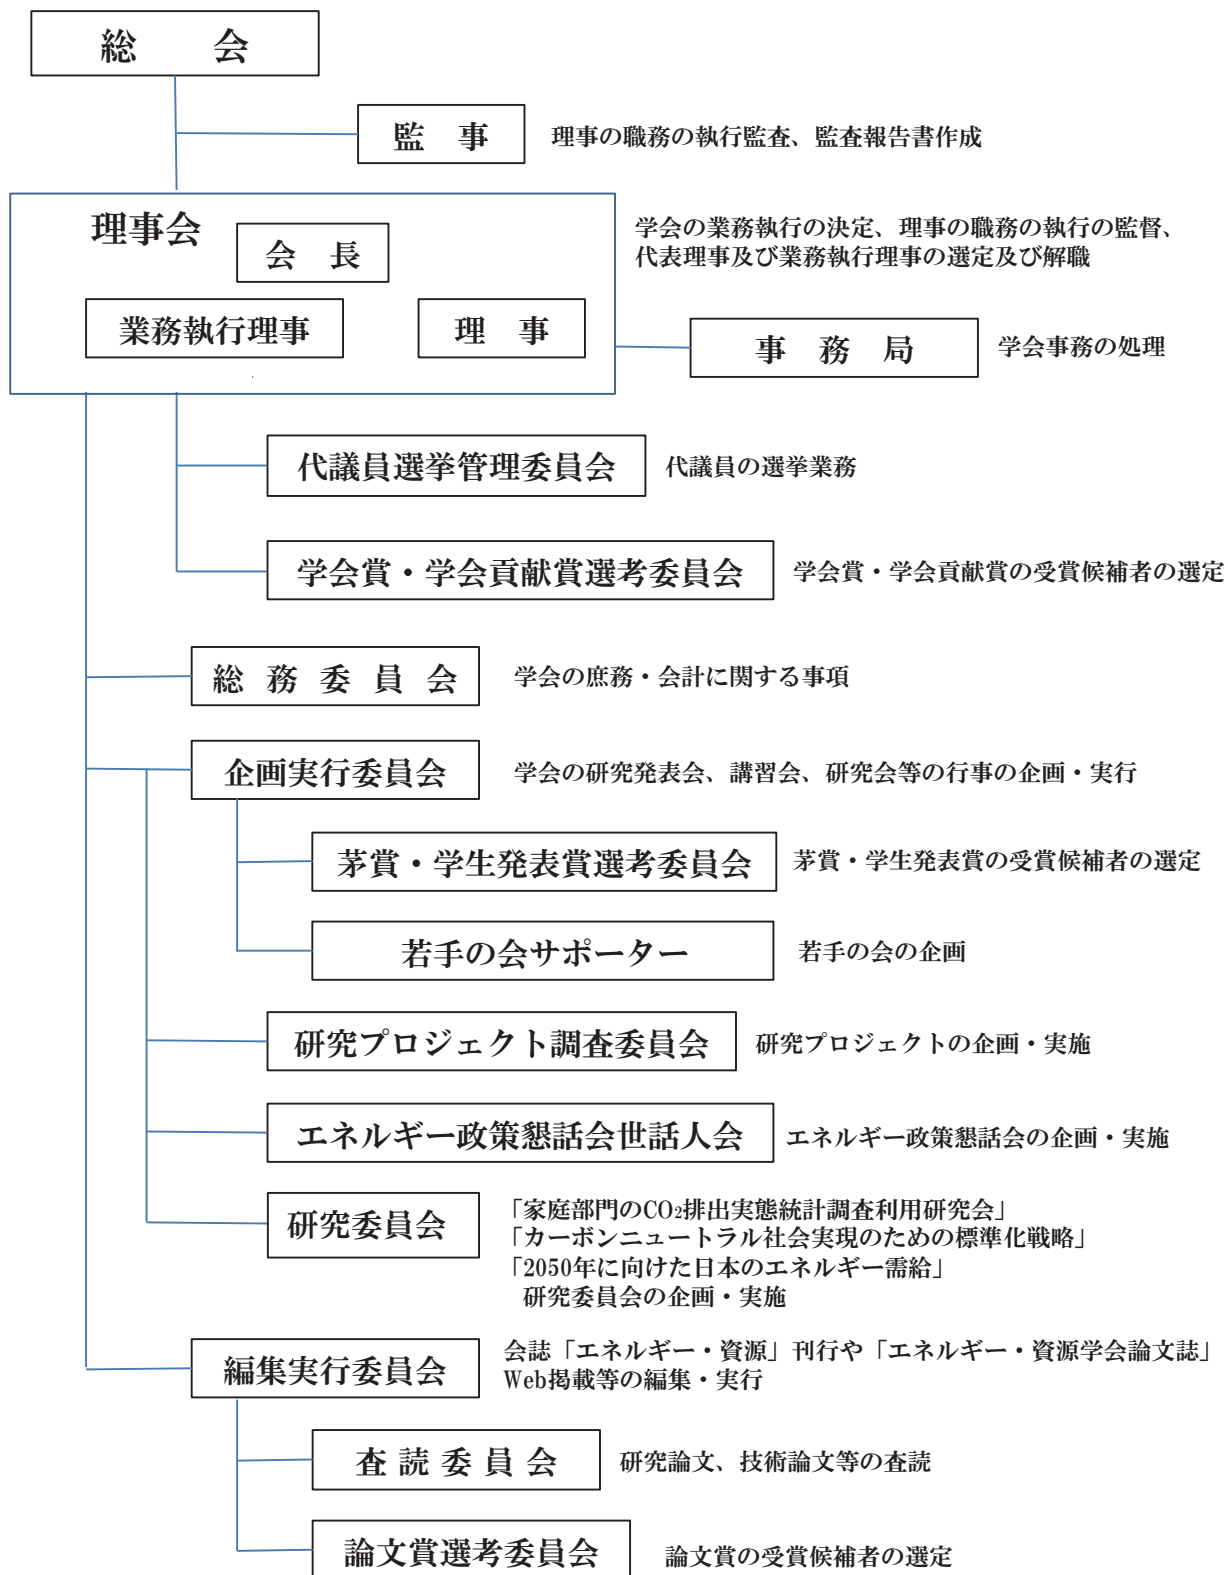 総　　会
監　事
理事の職務の執行監査、監査報告書作成
理事会
会　長
業務執行理事
理　事
学会の業務執行の決定、理事の職務の執行の監督、
代表理事及び業務執行理事の選定及び解職
事　務　局
学会事務の処理
代議員選挙管理委員会
代議員の選挙業務
学会賞・学会貢献賞選考委員会
学会賞・学会貢献賞の受賞候補者の選定
総 務 委 員 会
学会の庶務・会計に関する事項
企画実行委員会
学会の研究発表会、講習会、研究会等の行事の企画・実行
茅賞・学生発表賞選考委員会
茅賞・学生発表賞の受賞候補者の選定
若手の会サポーター
若手の会の企画
研究プロジェクト調査委員会
研究プロジェクトの企画・実施
エネルギー政策懇話会世話人会
エネルギー政策懇話会の企画・実施
研究委員会
「家庭部門のCO₂排出実態統計調査利用研究会」
「カーボンニュートラル社会実現のための標準化戦略」
「2050年に向けた日本のエネルギー需給」
研究委員会の企画・実施
編集実行委員会
会誌「エネルギー・資源」刊行や「エネルギー・資源学会論文誌」
Web掲載等の編集・実行
査 読 委 員 会
研究論文、技術論文等の査読
論文賞選考委員会
論文賞の受賞候補者の選定